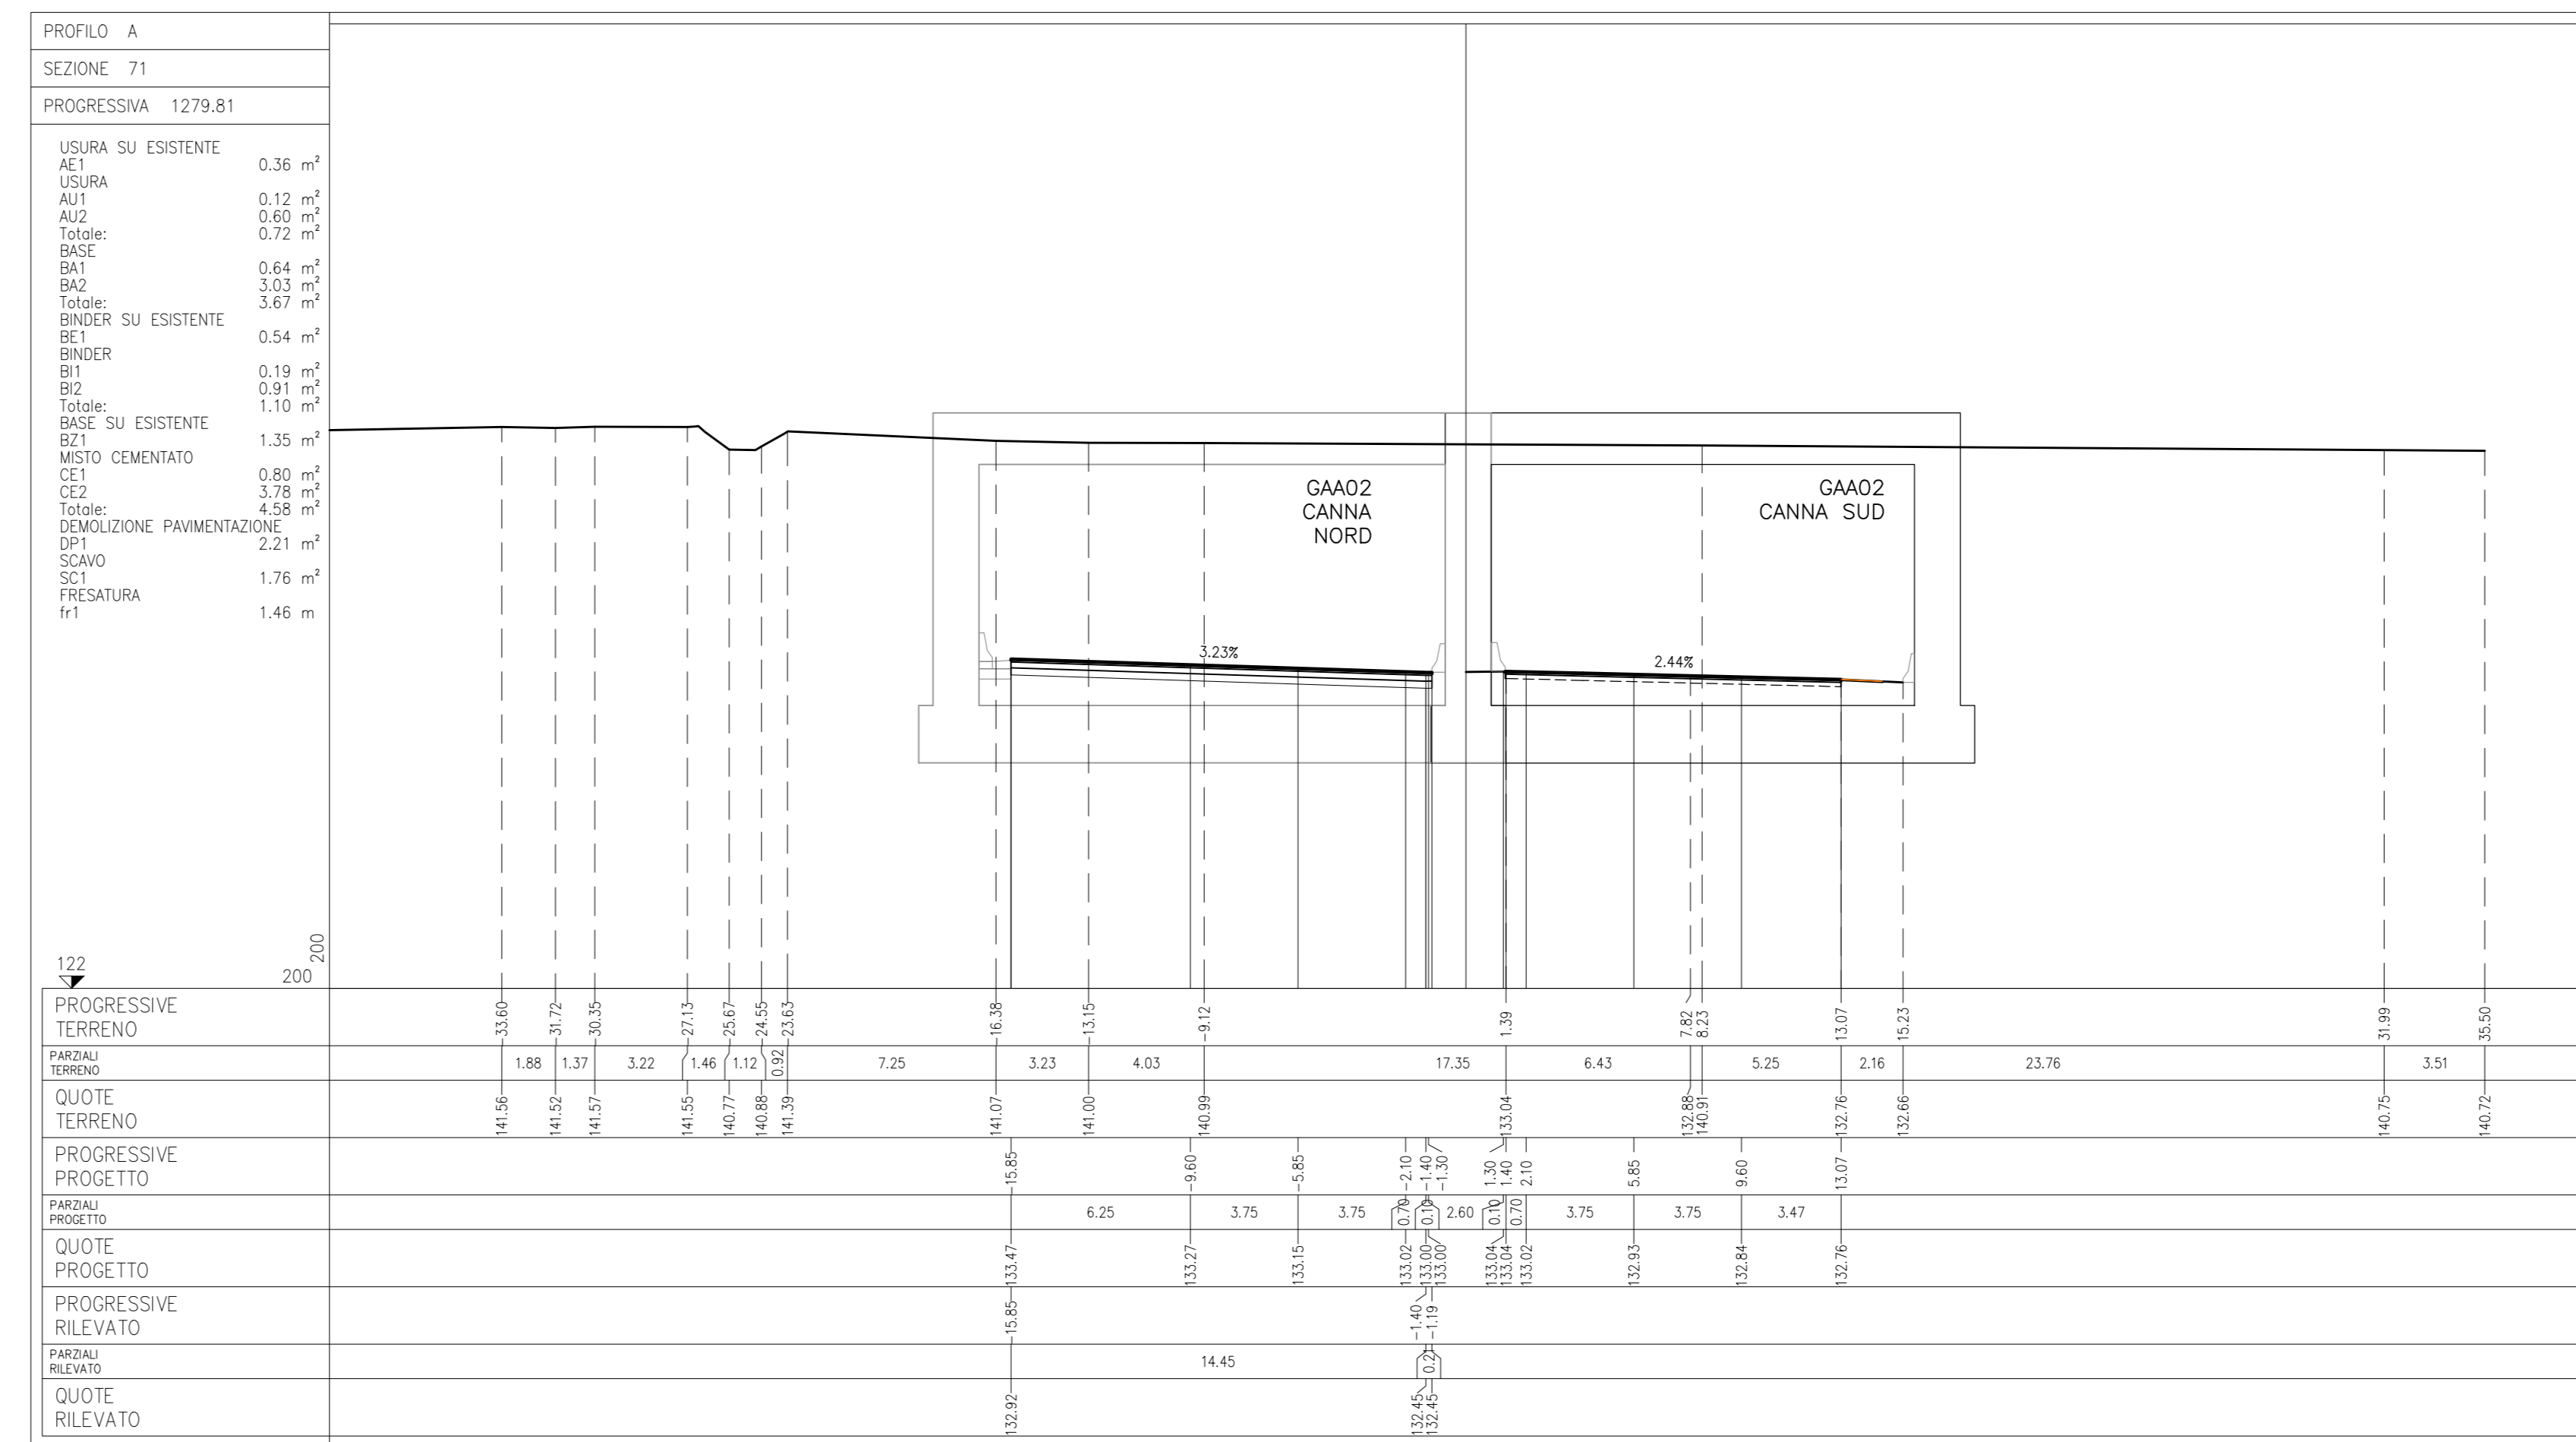 PROFILO A
SEZIONE 71
PROGRESSIVA 1279.81
USURA SU ESISTENTE
AE1 0.36 m²
USURA
AU1 0.12 m²
AU2 0.60 m²
Totale: 0.72 m²
BASE
BA1 0.64 m²
BA2 3.03 m²
Totale: 3.67 m²
BINDER SU ESISTENTE
BE1 0.54 m²
BINDER
BI1 0.19 m²
BI2 0.91 m²
Totale: 1.10 m²
BASE SU ESISTENTE
BZ1 1.35 m²
MISTO CEMENTATO
CE1 0.80 m²
CE2 3.78 m²
Totale: 4.58 m²
DEMOLIZIONE PAVIMENTAZIONE
DP1 2.21 m²
SCAVO
SC1 1.76 m²
FRESATURA
fr1 1.46 m
GAA02
CANNA
NORD
GAA02
CANNA SUD
3.23%
2.44%
200
122
200
PROGRESSIVE
TERRENO
-33.60 -31.72 -30.35 -27.13 -25.67 -24.55 -23.63 -16.38 -13.15 -9.12 1.39 7.82 8.23 13.07 15.23 31.99 35.50
PARZIALI
TERRENO
1.88 1.37 3.22 1.46 1.12 0.92 7.25 3.23 4.03 17.35 6.43 5.25 2.16 23.76 3.51
QUOTE
TERRENO
141.56 141.52 141.57 141.55 140.77 140.88 141.39 141.07 141.00 140.99 133.04 132.88 140.91 132.76 132.66 140.75 140.72
PROGRESSIVE
PROGETTO
-15.85 -9.60 -5.85 -2.10 -1.40 -1.30 1.30 1.40 2.10 5.85 9.60 13.07
PARZIALI
PROGETTO
6.25 3.75 3.75 0.70 0.10 2.60 0.10 0.70 3.75 3.75 3.47
QUOTE
PROGETTO
133.47 133.27 133.15 133.02 133.00 133.00 133.04 133.04 133.02 132.93 132.84 132.76
PROGRESSIVE
RILEVATO
-15.85 -1.40 -1.19
PARZIALI
RILEVATO
14.45 0.21
QUOTE
RILEVATO
132.92 132.45 132.45